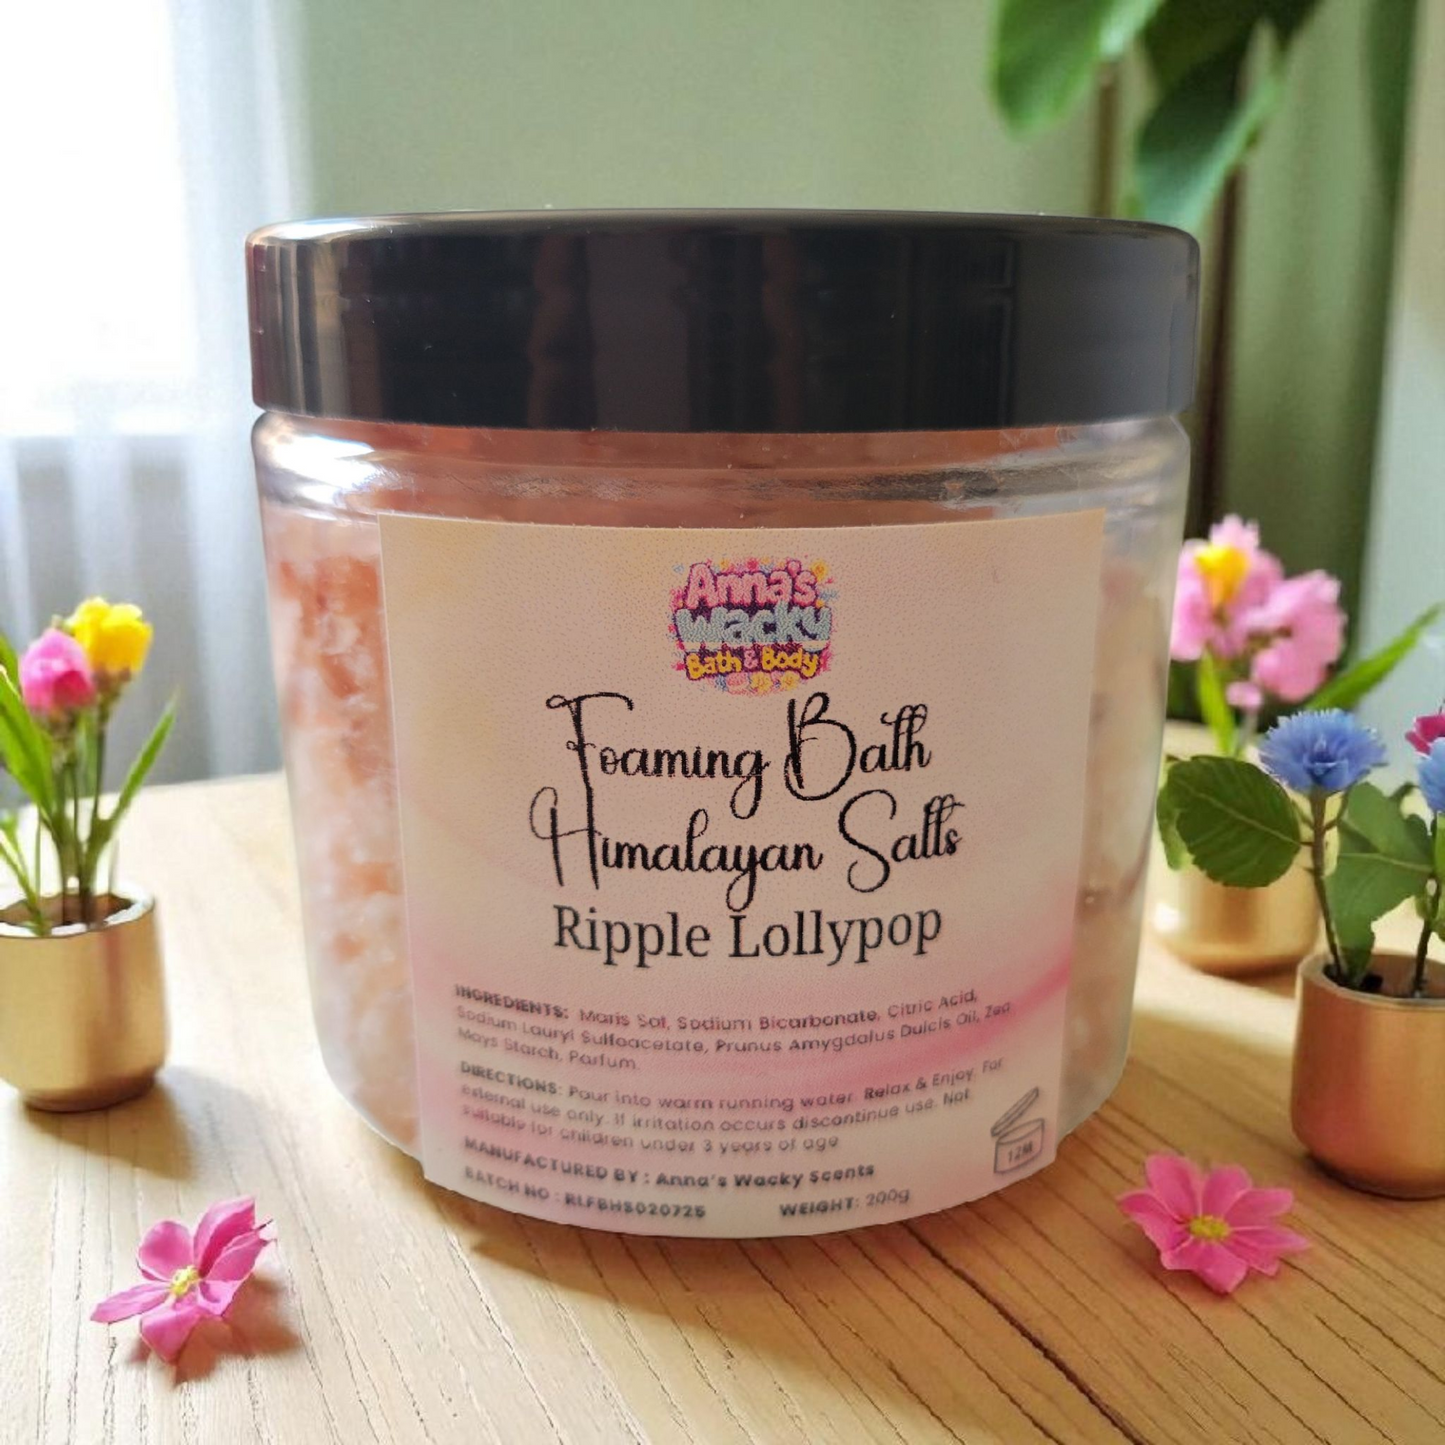 Anna's
Wacky
Bath & Body
Foaming Bath
Himalayan Salts
Ripple Lollypop
INGREDIENTS: Maris Sal, Sodium Bicarbonate, Citric Acid,
Sodium Lauryl Sulfoacetate, Prunus Amygdalus Dulcis Oil, Zea
Mays Starch, Parfum.
DIRECTIONS: Pour into warm running water. Relax & Enjoy. For
external use only. If irritation occurs discontinue use. Not
suitable for children under 3 years of age
MANUFACTURED BY : Anna's Wacky Scents
BATCH NO : RLFBHS020725 WEIGHT: 200g
12M